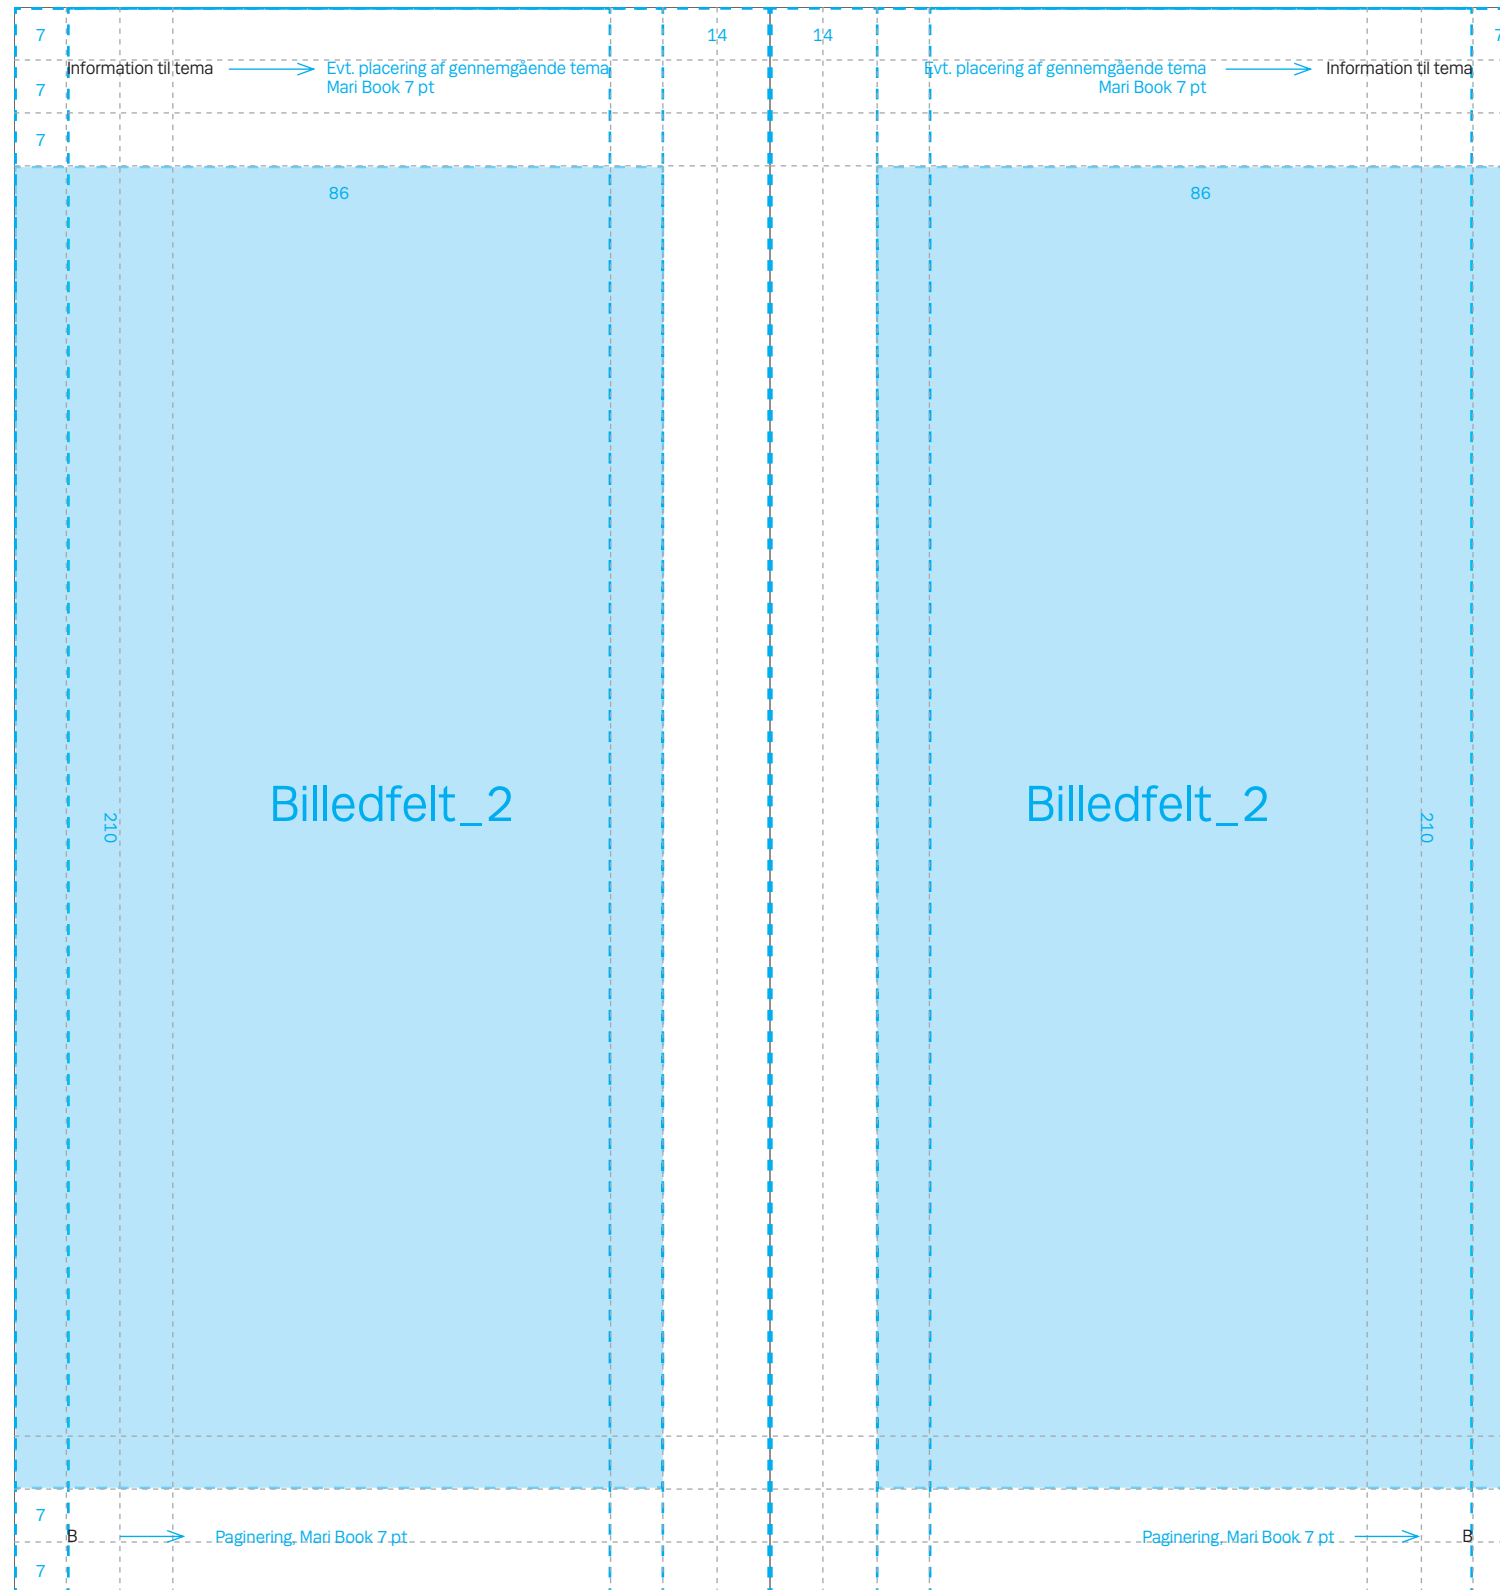 7
14
14
7
Information til tema
Evt. placering af gennemgående tema
Mari Book 7 pt
Evt. placering af gennemgående tema
Mari Book 7 pt
Information til tema
7
7
86
86
Billedfelt_2
Billedfelt_2
210
210
7
B
Paginering, Mari Book 7 pt
Paginering, Mari Book 7 pt
B
7